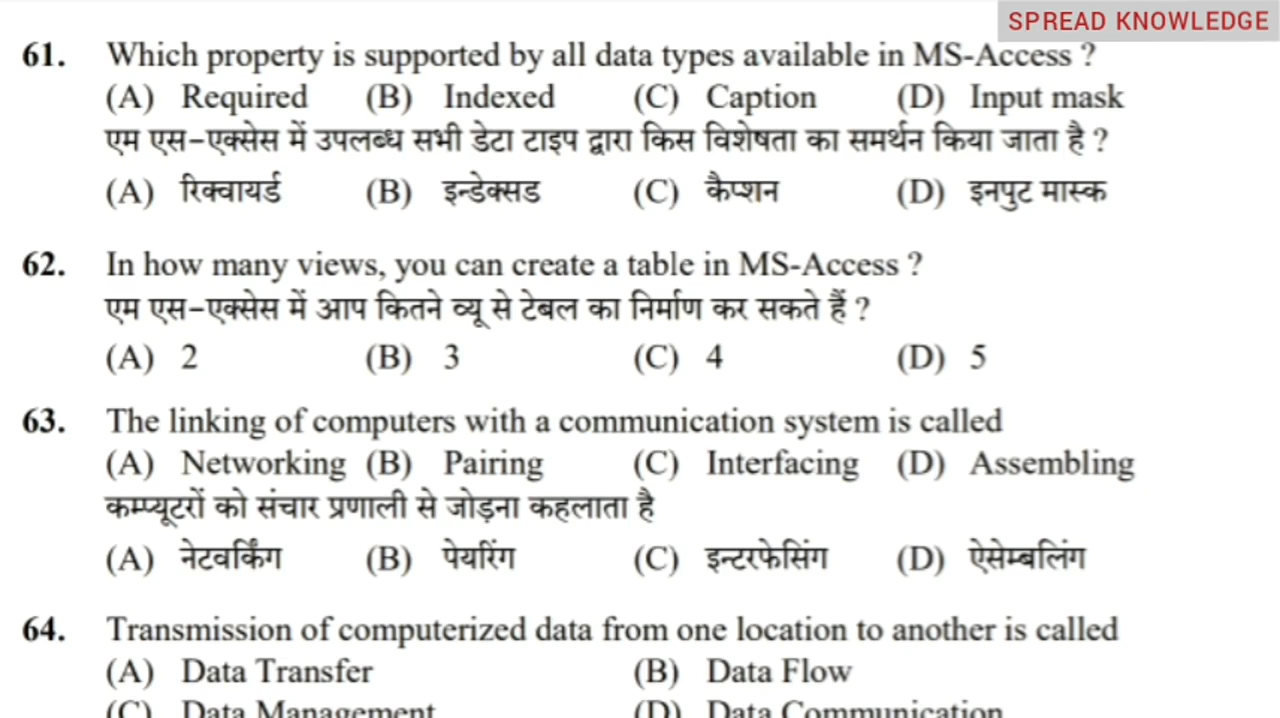 SPREAD KNOWLEDGE
61. Which property is supported by all data types available in MS-Access ?
(A) Required (B) Indexed (C) Caption (D) Input mask
एम एस-एक्सेस में उपलब्ध सभी डेटा टाइप द्वारा किस विशेषता का समर्थन किया जाता है ?
(A) रिक्वायर्ड (B) इन्डेक्सड (C) कैप्शन (D) इनपुट मास्क
62. In how many views, you can create a table in MS-Access ?
एम एस-एक्सेस में आप कितने व्यू से टेबल का निर्माण कर सकते हैं ?
(A) 2 (B) 3 (C) 4 (D) 5
63. The linking of computers with a communication system is called
(A) Networking (B) Pairing (C) Interfacing (D) Assembling
कम्प्यूटरों को संचार प्रणाली से जोड़ना कहलाता है
(A) नेटवर्किंग (B) पेयरिंग (C) इन्टरफेसिंग (D) ऐसेम्बलिंग
64. Transmission of computerized data from one location to another is called
(A) Data Transfer (B) Data Flow
(C) Data Management (D) Data Communication